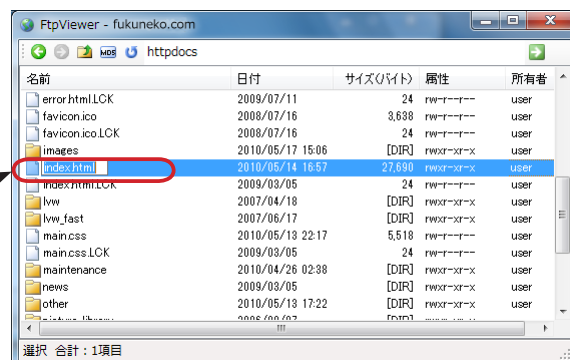 FtpViewer - fukuneko.com
MD5 httpdocs
名前 日付 サイズ(バイト) 属性 所有者
error.html.LCK 2009/07/11 24 rw-r--r-- user
favicon.ico 2008/07/16 3,638 rw-r--r-- user
favicon.ico.LCK 2008/07/16 24 rw-r--r-- user
images 2010/05/17 15:06 [DIR] rwxr-xr-x user
index.html 2010/05/14 16:57 27,690 rwxr-xr-x user
index.html.LCK 2009/03/05 24 rw-r--r-- user
lvw 2007/04/18 [DIR] rwxr-xr-x user
lvw_fast 2007/06/17 [DIR] rwxr-xr-x user
main.css 2010/05/13 22:17 5,518 rw-r--r-- user
main.css.LCK 2009/03/05 24 rw-r--r-- user
maintenance 2010/04/26 02:38 [DIR] rwxr-xr-x user
news 2009/03/05 [DIR] rwxr-xr-x user
other 2010/05/13 17:22 [DIR] rwxr-xr-x user
選択 合計：1項目